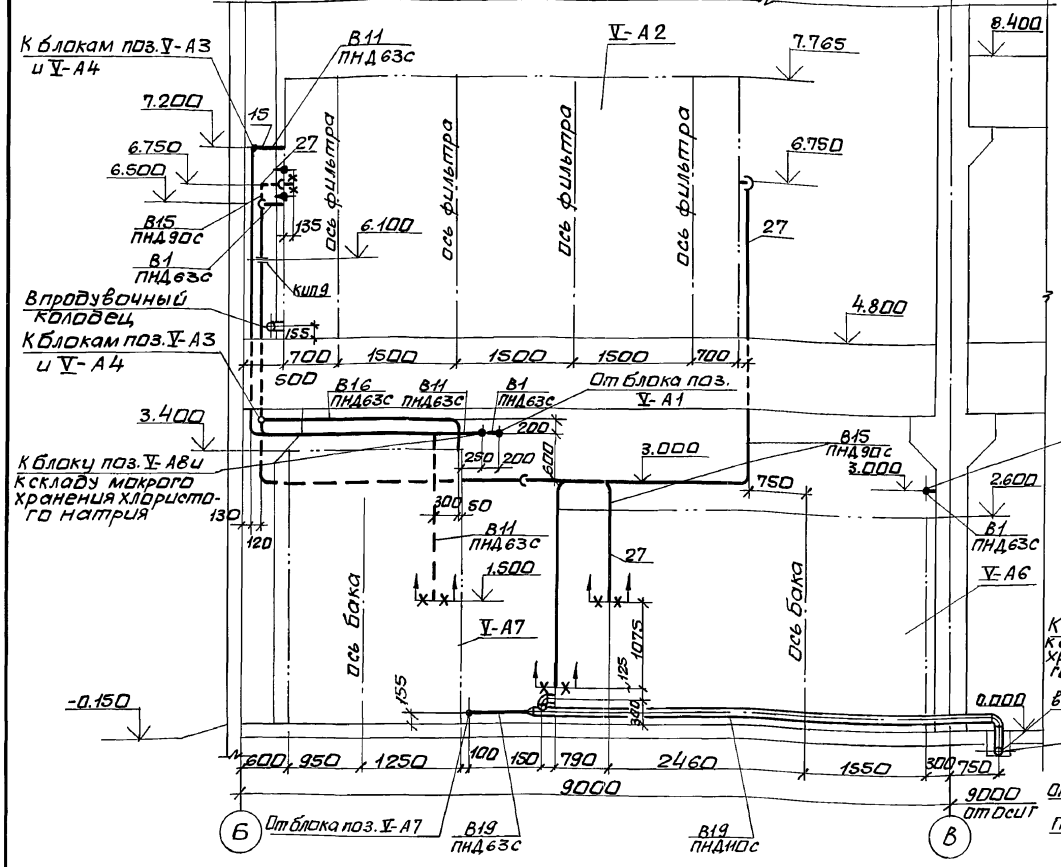 К блокам поз. V-А3
и V-А4
В11
ПНД 63С
V-А2
7.765
8.400
7.200
15
6.750
27
6.500
6.750
В15
ПНД 90С
135
6.100
27
В1
ПНД 63С
ось фильтра
ось фильтра
ось фильтра
ось фильтра
КИП9
В продувочный
колодец
155
4.800
К блокам поз. V-А3
и V-А4
700
1500
1500
1500
700
500
В16
ПНД 63С
В11
ПНД 63С
В1
ПНД 63С
От блока поз.
V-А1
3.400
200
К блоку поз. V-А8 и
к складу мокрого
хранения хлористо-
го натрия
250
200
600
3.000
В15
ПНД 90С
3.000
750
2.600
130
120
300
50
В11
ПНД 63С
В1
ПНД 63С
27
1.500
V-А6
ось бака
V-А7
1075
ось бака
125
155
300
-0.150
0.000
600
950
1250
100
150
790
2460
1550
300
750
9000
9000
Б
От блока поз. V-А7
В19
ПНД 63С
В19
ПНД 110С
В